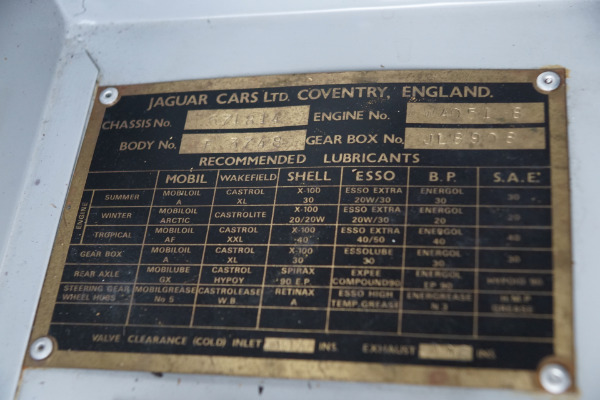 JAGUAR CARS LTD. COVENTRY, ENGLAND.
CHASSIS No. ENGINE No.
BODY No. GEAR BOX No.
RECOMMENDED LUBRICANTS
MOBIL WAKEFIELD SHELL ESSO B.P. S.A.E.
ENGINE
SUMMER MOBILOIL A CASTROL XL X-100 30 ESSO EXTRA 20W/30 ENERGOL 30 30
WINTER MOBILOIL ARCTIC CASTROLITE X-100 20/20W ESSO EXTRA 20W/30 ENERGOL 20 20
TROPICAL MOBILOIL AF CASTROL XXL X-100 40 ESSO EXTRA 40/50 ENERGOL 40 40
GEAR BOX MOBILOIL A CASTROL XL X-100 30 ESSOLUBE 30 ENERGOL 30 30
REAR AXLE MOBILUBE GX CASTROL HYPOY SPIRAX 90 E.P. EXPEE COMPOUND90 ENERGOL EP 90 HYPOID 90
STEERING GEAR WHEEL HUBS MOBILGREASE No 5 CASTROLEASE W B RETINAX A ESSO HIGH TEMP.GREASE ENERGREASE N 3 H.M.P. GREASE
VALVE CLEARANCE (COLD) INLET INS. EXHAUST INS.